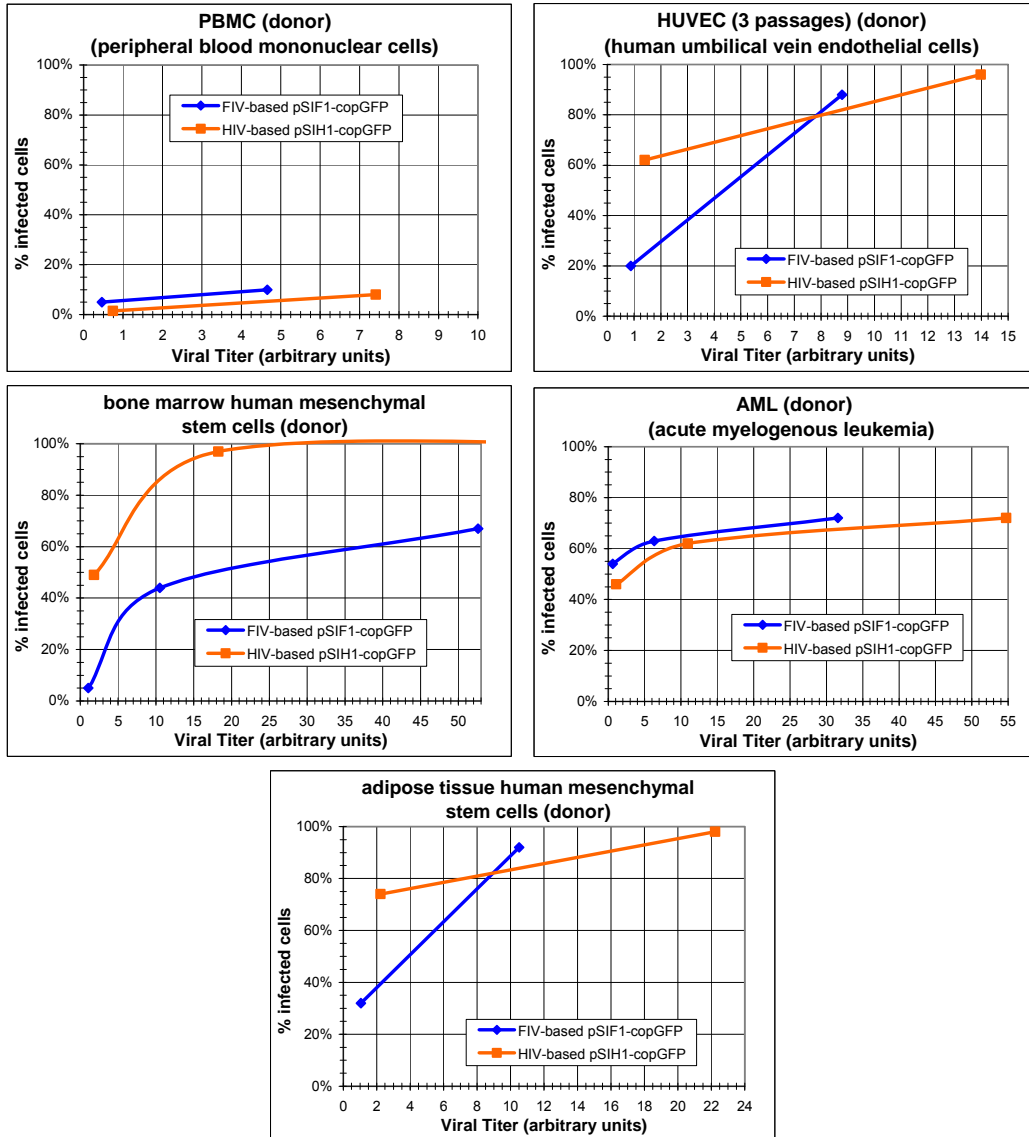 PBMC (donor)
(peripheral blood mononuclear cells)
100%
80%
60%
40%
20%
0%
% infected cells
FIV-based pSIF1-copGFP
HIV-based pSIH1-copGFP
0 1 2 3 4 5 6 7 8 9 10
Viral Titer (arbitrary units)
HUVEC (3 passages) (donor)
(human umbilical vein endothelial cells)
100%
80%
60%
40%
20%
0%
% infected cells
FIV-based pSIF1-copGFP
HIV-based pSIH1-copGFP
0 1 2 3 4 5 6 7 8 9 10 11 12 13 14 15
Viral Titer (arbitrary units)
bone marrow human mesenchymal
stem cells (donor)
100%
80%
60%
40%
20%
0%
% infected cells
FIV-based pSIF1-copGFP
HIV-based pSIH1-copGFP
0 5 10 15 20 25 30 35 40 45 50
Viral Titer (arbitrary units)
AML (donor)
(acute myelogenous leukemia)
100%
80%
60%
40%
20%
0%
% infected cells
FIV-based pSIF1-copGFP
HIV-based pSIH1-copGFP
0 5 10 15 20 25 30 35 40 45 50 55
Viral Titer (arbitrary units)
adipose tissue human mesenchymal
stem cells (donor)
100%
80%
60%
40%
20%
0%
% infected cells
FIV-based pSIF1-copGFP
HIV-based pSIH1-copGFP
0 2 4 6 8 10 12 14 16 18 20 22 24
Viral Titer (arbitrary units)